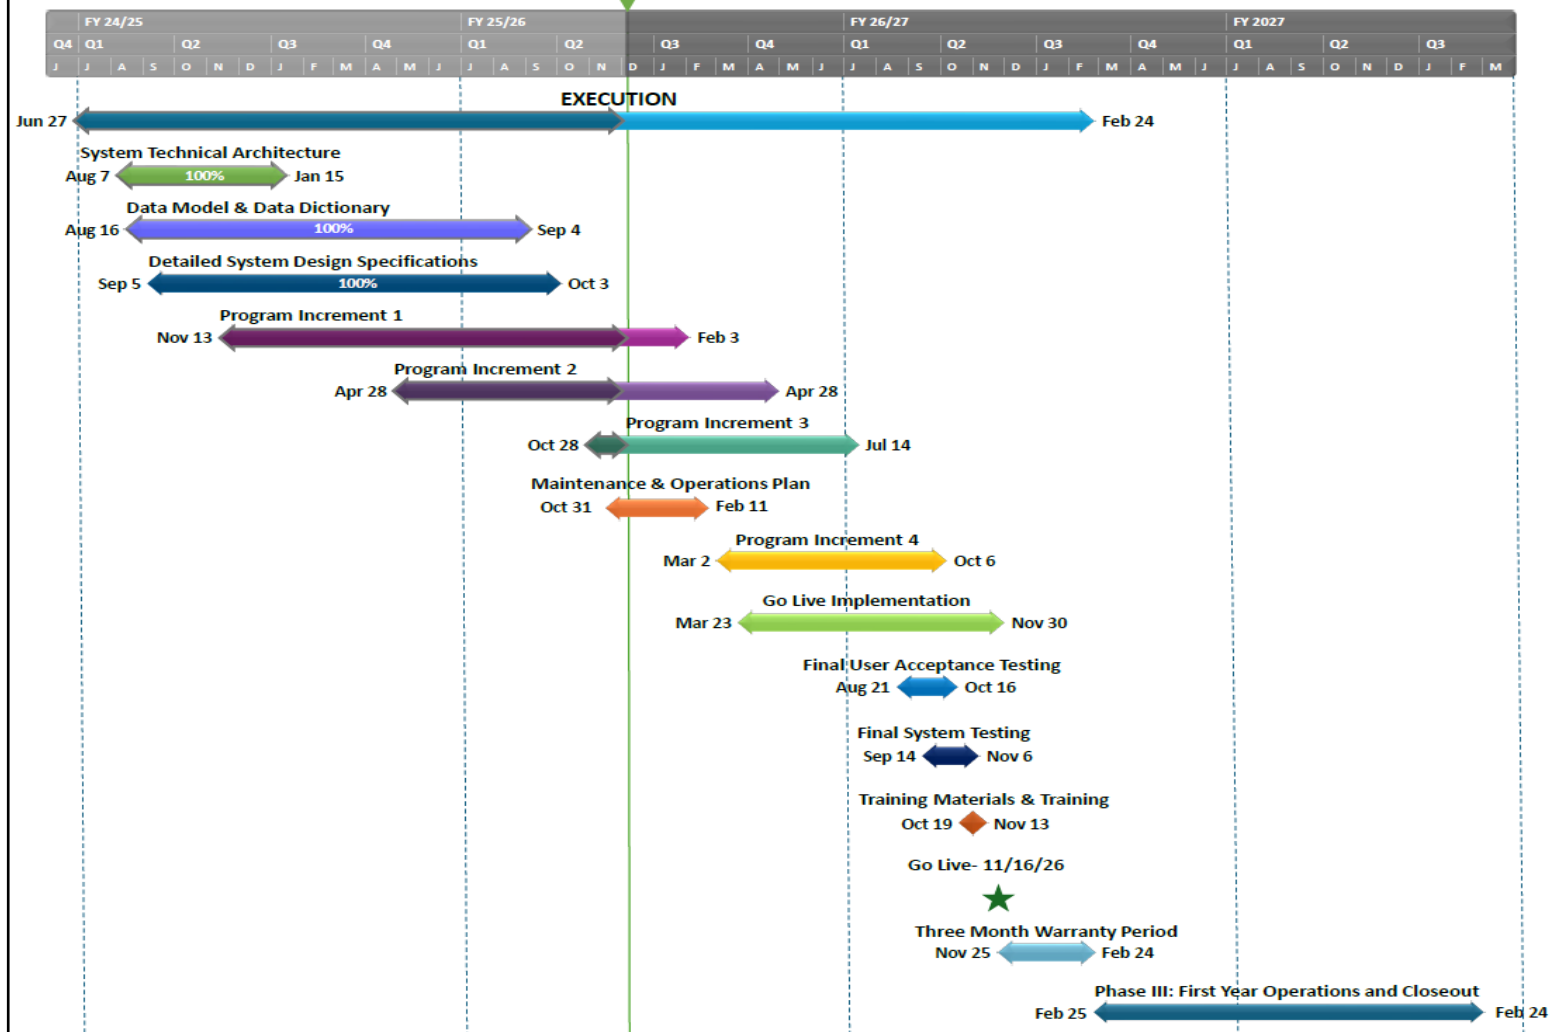 FY 24/25 FY 25/26 FY 26/27 FY 2027
Q4 Q1 Q2 Q3 Q4 Q1 Q2 Q3 Q4 Q1 Q2 Q3 Q4 Q1 Q2 Q3
J J A S O N D J F M A M J J A S O N D J F M A M J J A S O N D J F M A M J J A S O N D J F M
EXECUTION
Jun 27 Feb 24
System Technical Architecture
Aug 7 100% Jan 15
Data Model & Data Dictionary
Aug 16 100% Sep 4
Detailed System Design Specifications
Sep 5 100% Oct 3
Program Increment 1
Nov 13 Feb 3
Program Increment 2
Apr 28 Apr 28
Program Increment 3
Oct 28 Jul 14
Maintenance & Operations Plan
Oct 31 Feb 11
Program Increment 4
Mar 2 Oct 6
Go Live Implementation
Mar 23 Nov 30
Final User Acceptance Testing
Aug 21 Oct 16
Final System Testing
Sep 14 Nov 6
Training Materials & Training
Oct 19 Nov 13
Go Live- 11/16/26
Three Month Warranty Period
Nov 25 Feb 24
Phase III: First Year Operations and Closeout
Feb 25 Feb 24